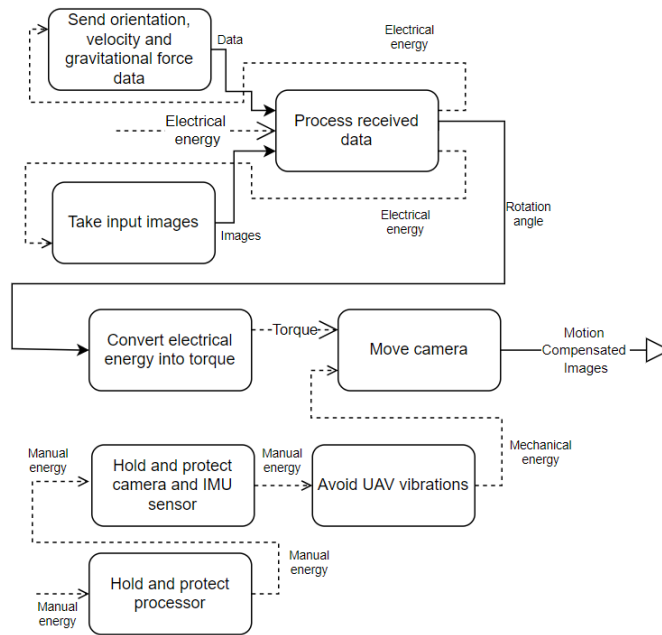 Send orientation,
velocity and
gravitational force
data
Data
Electrical
energy
Electrical
energy
Process received
data
Take input images
Images
Electrical
energy
Rotation
angle
Convert electrical
energy into torque
Torque
Move camera
Motion
Compensated
Images
Manual
energy
Hold and protect
camera and IMU
sensor
Manual
energy
Avoid UAV vibrations
Mechanical
energy
Manual
energy
Hold and protect
processor
Manual
energy